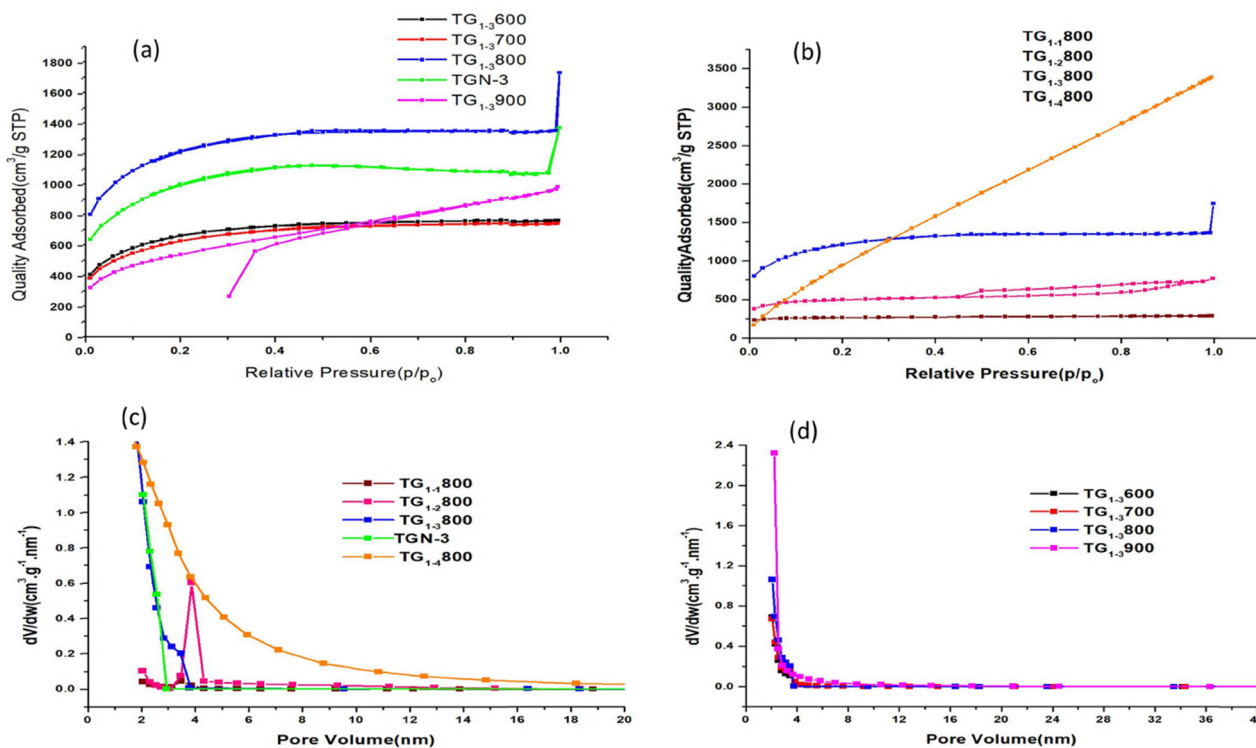 (a)
TG₁₋₃600
TG₁₋₃700
TG₁₋₃800
TGN-3
TG₁₋₃900
Quality Adsorbed(cm³/g STP)
1800
1600
1400
1200
1000
800
600
400
200
0
0.0 0.2 0.4 0.6 0.8 1.0
Relative Pressure(p/pₒ)
(b)
TG₁₋₁800
TG₁₋₂800
TG₁₋₃800
TG₁₋₄800
QualityAdsorbed(cm³/g STP)
3500
3000
2500
1750
1250
1000
500
250
0
0.0 0.2 0.4 0.6 0.8 1.0
Relative Pressure(p/pₒ)
(c)
TG₁₋₁800
TG₁₋₂800
TG₁₋₃800
TGN-3
TG₁₋₄800
dV/dw(cm³.g⁻¹.nm⁻¹)
1.4
1.2
1.0
0.8
0.6
0.4
0.2
0.0
0 2 4 6 8 10 12 14 16 18 20
Pore Volume(nm)
(d)
TG₁₋₃600
TG₁₋₃700
TG₁₋₃800
TG₁₋₃900
dV/dw(cm³.g⁻¹.nm⁻¹)
2.4
2.0
1.6
1.2
0.8
0.4
0.0
0 4 8 12 16 20 24 28 32 36 40
Pore Volume(nm)